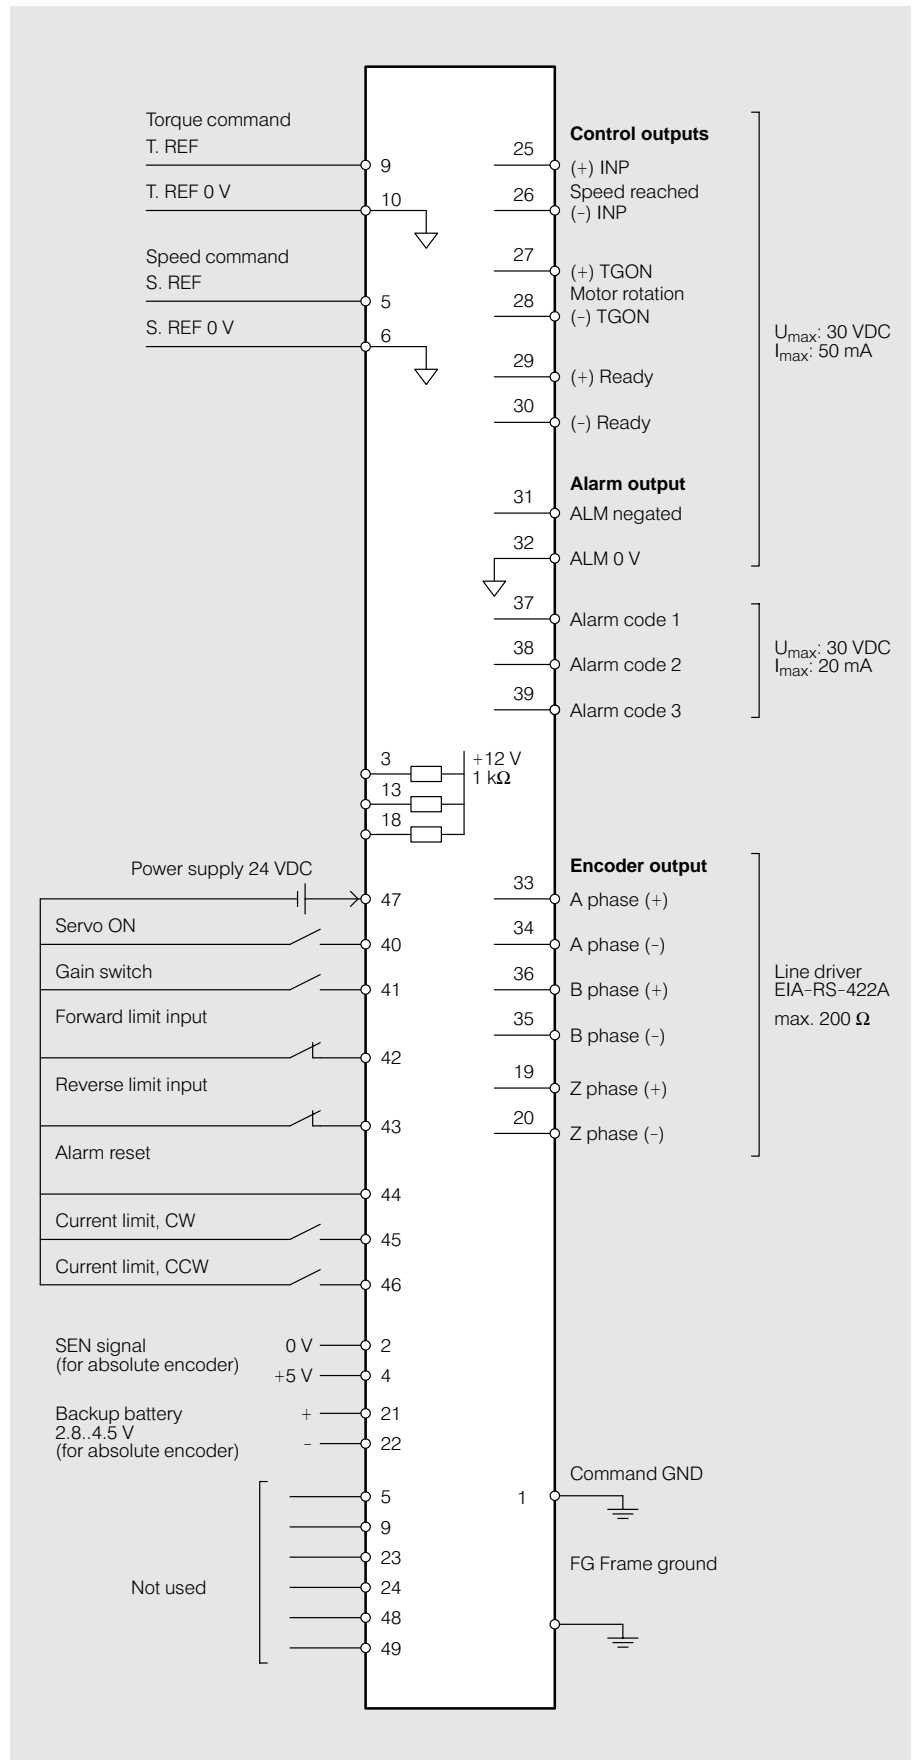 Torque command
T. REF
9
T. REF 0 V
10
Speed command
S. REF
5
S. REF 0 V
6
Control outputs
25
(+) INP
26
Speed reached
(-) INP
27
(+) TGON
28
Motor rotation
(-) TGON
29
(+) Ready
30
(-) Ready
Umax: 30 VDC
Imax: 50 mA
Alarm output
31
ALM negated
32
ALM 0 V
37
Alarm code 1
38
Alarm code 2
39
Alarm code 3
Umax: 30 VDC
Imax: 20 mA
3
+12 V
1 kΩ
13
18
Power supply 24 VDC
47
Servo ON
40
Gain switch
41
Forward limit input
42
Reverse limit input
43
Alarm reset
44
Current limit, CW
45
Current limit, CCW
46
Encoder output
33
A phase (+)
34
A phase (-)
36
B phase (+)
35
B phase (-)
19
Z phase (+)
20
Z phase (-)
Line driver
EIA-RS-422A
max. 200 Ω
SEN signal
(for absolute encoder)
0 V
2
+5 V
4
Backup battery
2.8..4.5 V
(for absolute encoder)
+
21
-
22
Not used
5
9
23
24
48
49
Command GND
1
FG Frame ground